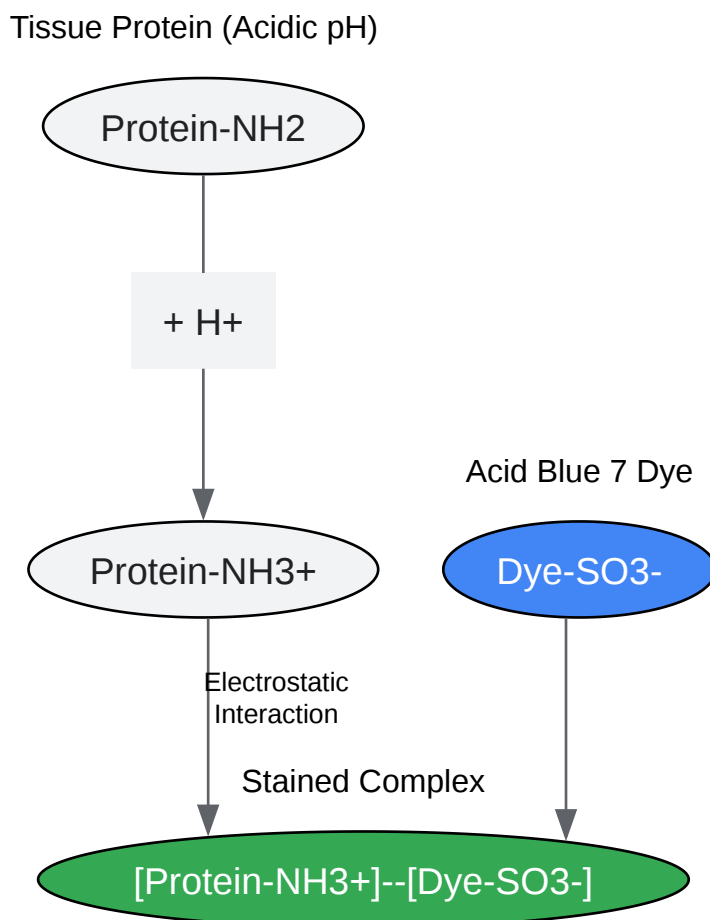 Tissue Protein (Acidic pH)
Protein-NH2
+ H+
Acid Blue 7 Dye
Protein-NH3+
Dye-SO3-
Electrostatic
Interaction
Stained Complex
[Protein-NH3+]--[Dye-SO3-]